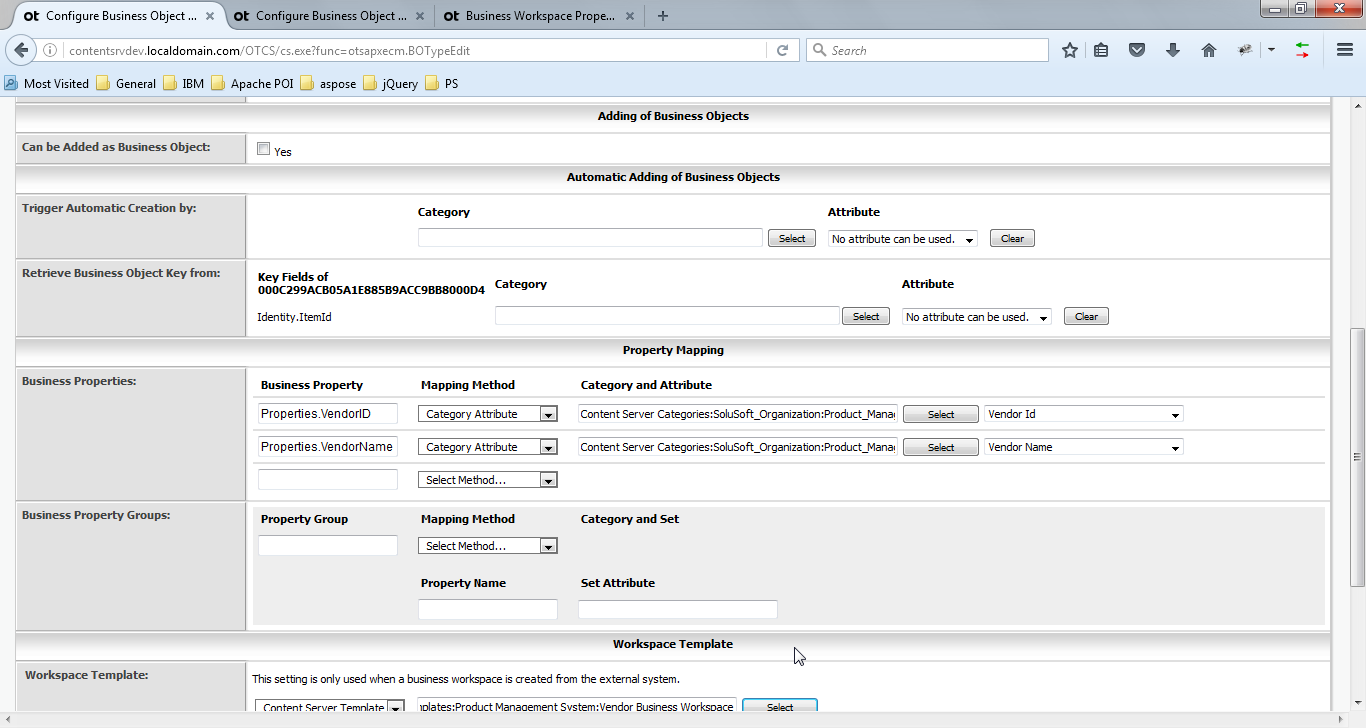 ot Configure Business Object ... ×
ot Configure Business Object ... ×
ot Business Workspace Prope... × +
contentsrvdev.localdomain.com/OTCS/cs.exe?func=otsapxecm.BOTypeEdit
Search
Most Visited General IBM Apache POI aspose jQuery PS
Adding of Business Objects
Can be Added as Business Object: Yes
Automatic Adding of Business Objects
Trigger Automatic Creation by:
Category Attribute
Select No attribute can be used. Clear
Retrieve Business Object Key from:
Key Fields of
000C299ACB05A1E885B9ACC9BB8000D4
Category Attribute
Identity.ItemId Select No attribute can be used. Clear
Property Mapping
Business Properties:
Business Property Mapping Method Category and Attribute
Properties.VendorID Category Attribute Content Server Categories:SoluSoft_Organization:Product_Manag Select Vendor Id
Properties.VendorName Category Attribute Content Server Categories:SoluSoft_Organization:Product_Manag Select Vendor Name
Select Method...
Business Property Groups:
Property Group Mapping Method Category and Set
Select Method...
Property Name Set Attribute
Workspace Template
Workspace Template:
This setting is only used when a business workspace is created from the external system.
Content Server Template plates:Product Management System:Vendor Business Workspace Select